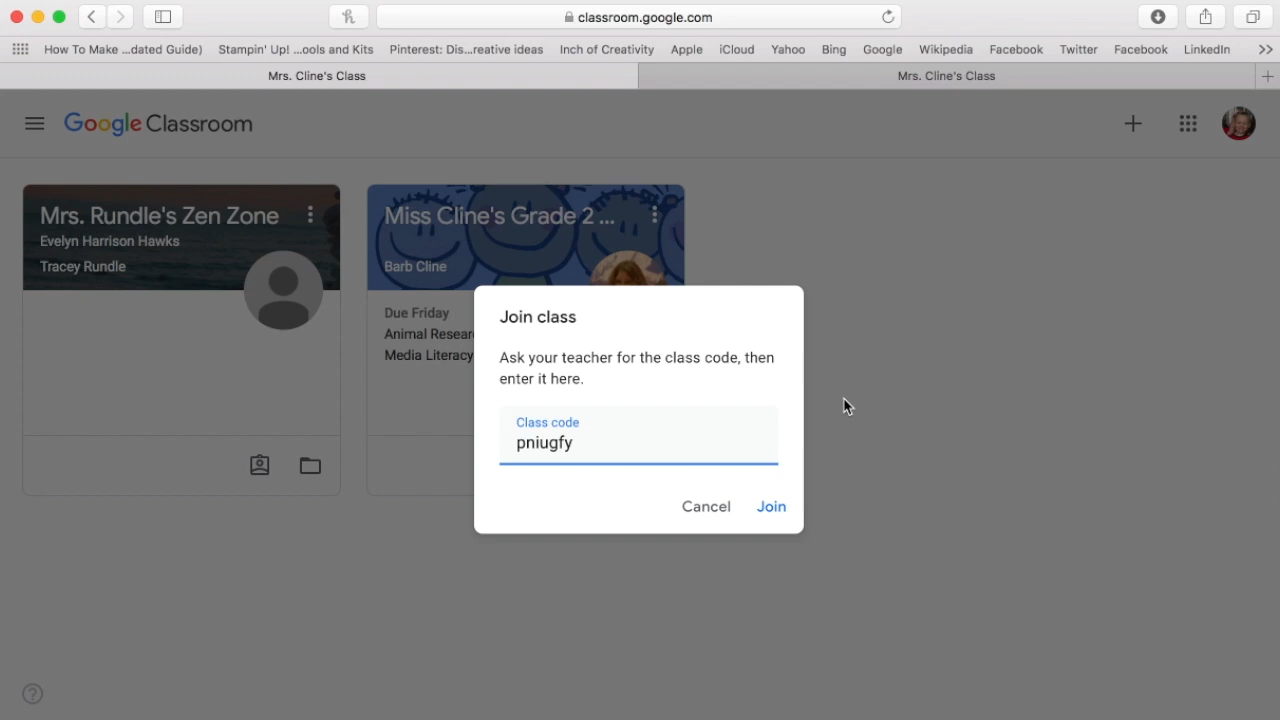 classroom.google.com
How To Make ...dated Guide) Stampin' Up! ...ools and Kits Pinterest: Dis...reative ideas Inch of Creativity Apple iCloud Yahoo Bing Google Wikipedia Facebook Twitter Facebook LinkedIn >>
Mrs. Cline's Class Mrs. Cline's Class
Google Classroom
Mrs. Rundle's Zen Zone
Evelyn Harrison Hawks
Tracey Rundle
Miss Cline's Grade 2 ...
Barb Cline
Due Friday
Animal Resear
Media Literacy
Join class
Ask your teacher for the class code, then
enter it here.
Class code
pniugfy
Cancel Join